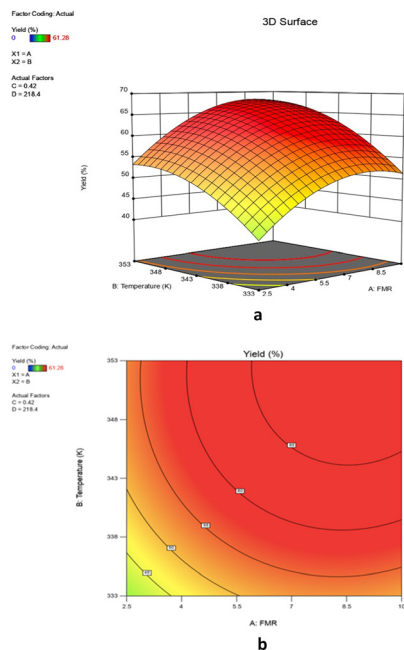 Factor Coding: Actual
3D Surface
Yield (%)
0 61.28
X1 = A
X2 = B
Actual Factors
C = 0.42
D = 218.4
70
65
60
55
50
45
40
Yield (%)
353
348
343
338
333
B: Temperature (K)
2.5
4
5.5
7
8.5
A: FMR
a
Factor Coding: Actual
Yield (%)
Yield (%)
0 61.28
X1 = A
X2 = B
Actual Factors
C = 0.42
D = 218.4
353
348
343
338
333
B: Temperature (K)
2.5 4 5.5 7 8.5 10
A: FMR
b